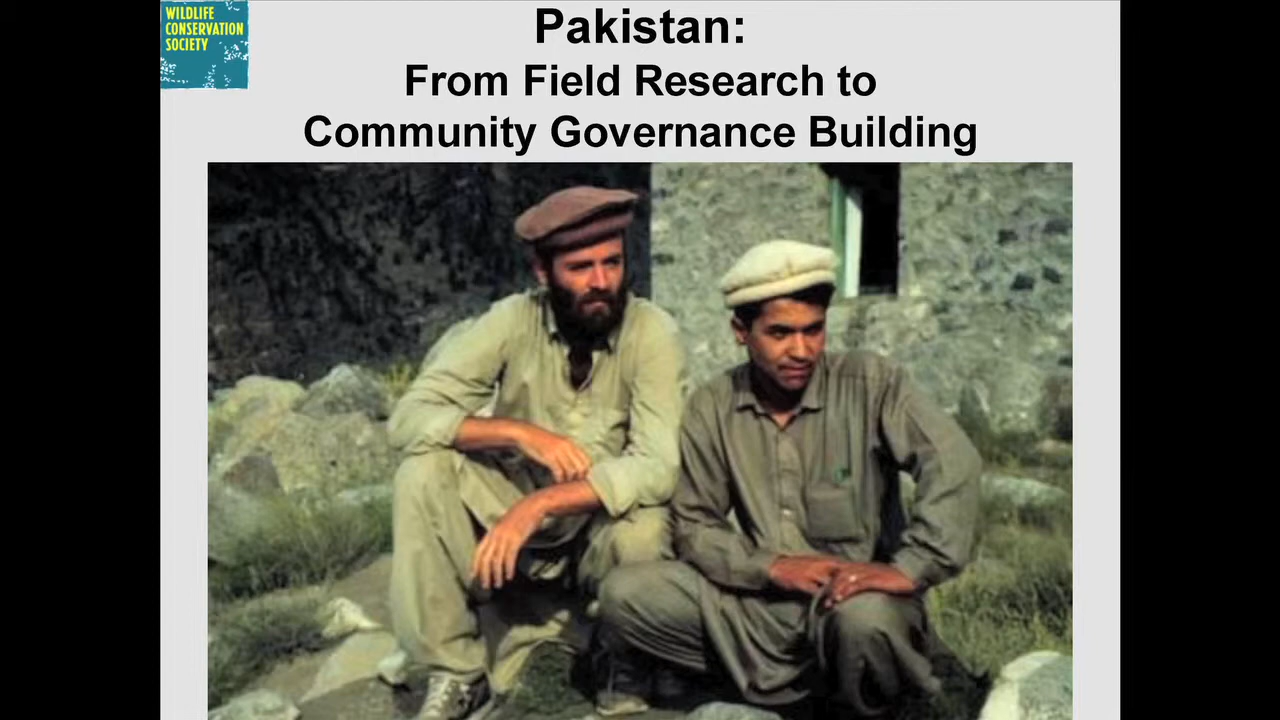 WILDLIFE
CONSERVATION
SOCIETY
Pakistan:
From Field Research to
Community Governance Building